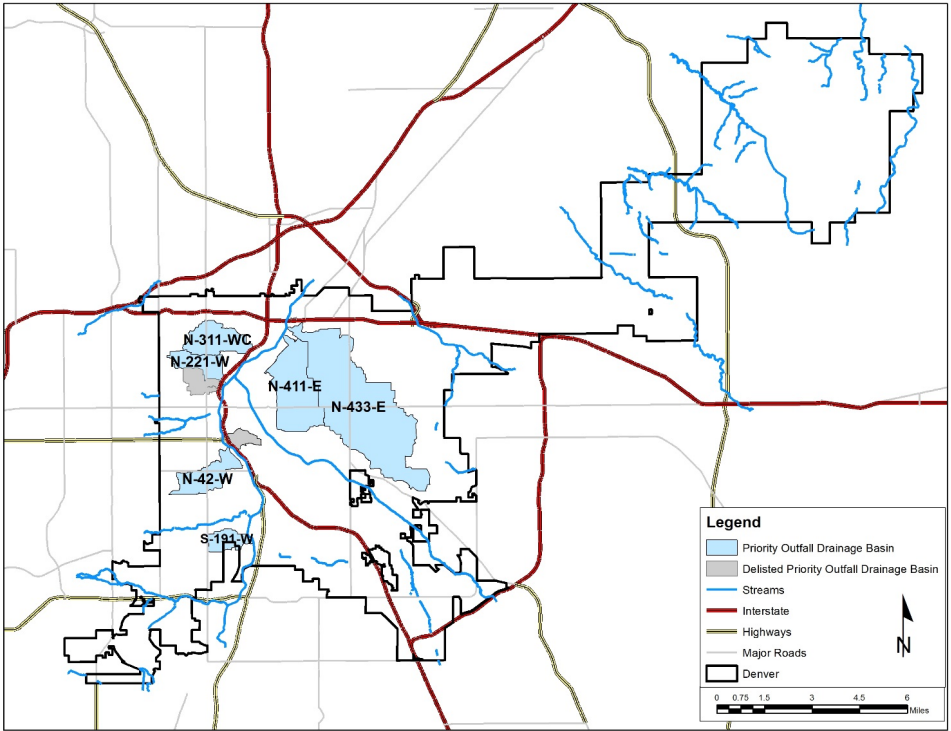 N-311-WC
N-221-W
N-411-E
N-433-E
N-42-W
S-191-W
Legend
Priority Outfall Drainage Basin
Delisted Priority Outfall Drainage Basin
Streams
Interstate
Highways
Major Roads
Denver
N
0 0.75 1.5 3 4.5 6
Miles